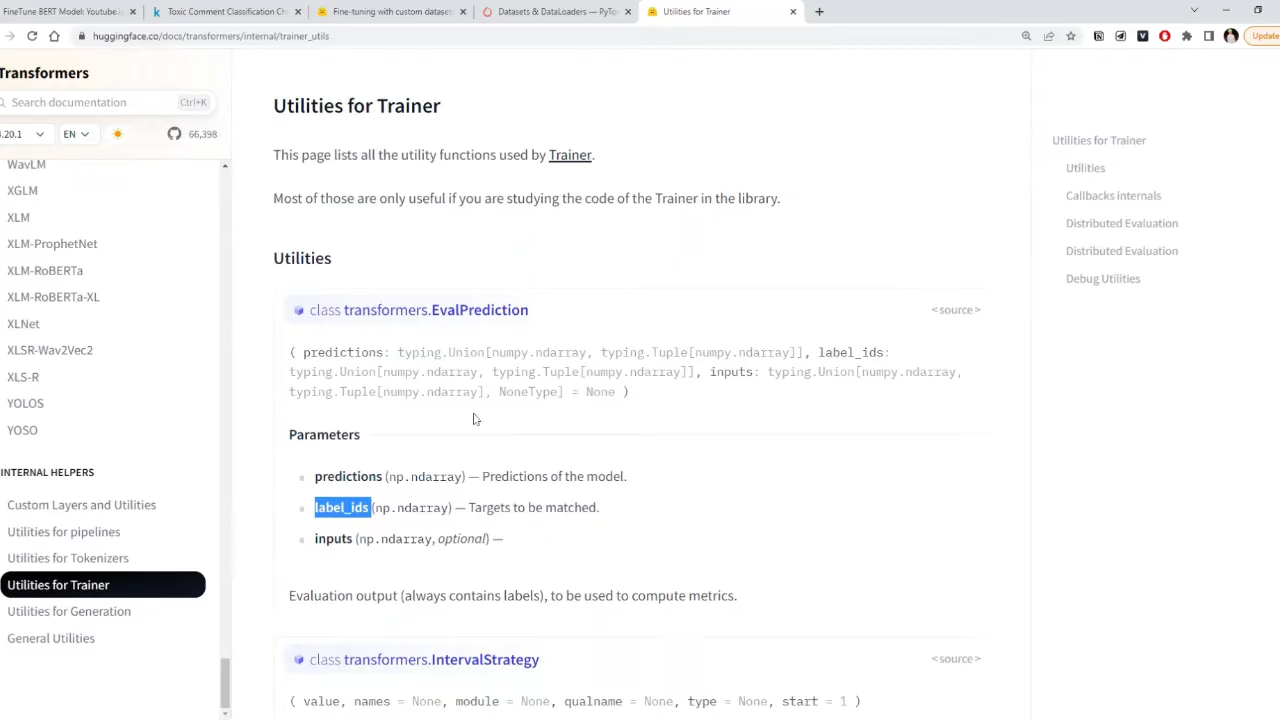 FineTune BERT Model: Youtube.ip
Toxic Comment Classification Ch
Fine-tuning with custom dataset
Datasets & DataLoaders — PyTo
Utilities for Trainer
huggingface.co/docs/transformers/internal/trainer_utils
Update
Transformers
Search documentation Ctrl+K
.20.1 EN 66,398
WavLM
XGLM
XLM
XLM-ProphetNet
XLM-RoBERTa
XLM-RoBERTa-XL
XLNet
XLSR-Wav2Vec2
XLS-R
YOLOS
YOSO
INTERNAL HELPERS
Custom Layers and Utilities
Utilities for pipelines
Utilities for Tokenizers
Utilities for Trainer
Utilities for Generation
General Utilities
Utilities for Trainer
This page lists all the utility functions used by Trainer.
Most of those are only useful if you are studying the code of the Trainer in the library.
Utilities
class transformers.EvalPrediction <source>
( predictions: typing.Union[numpy.ndarray, typing.Tuple[numpy.ndarray]], label_ids:
typing.Union[numpy.ndarray, typing.Tuple[numpy.ndarray]], inputs: typing.Union[numpy.ndarray,
typing.Tuple[numpy.ndarray], NoneType] = None )
Parameters
predictions (np.ndarray) — Predictions of the model.
label_ids (np.ndarray) — Targets to be matched.
inputs (np.ndarray, optional) —
Evaluation output (always contains labels), to be used to compute metrics.
class transformers.IntervalStrategy <source>
( value, names = None, module = None, qualname = None, type = None, start = 1 )
Utilities for Trainer
Utilities
Callbacks internals
Distributed Evaluation
Distributed Evaluation
Debug Utilities